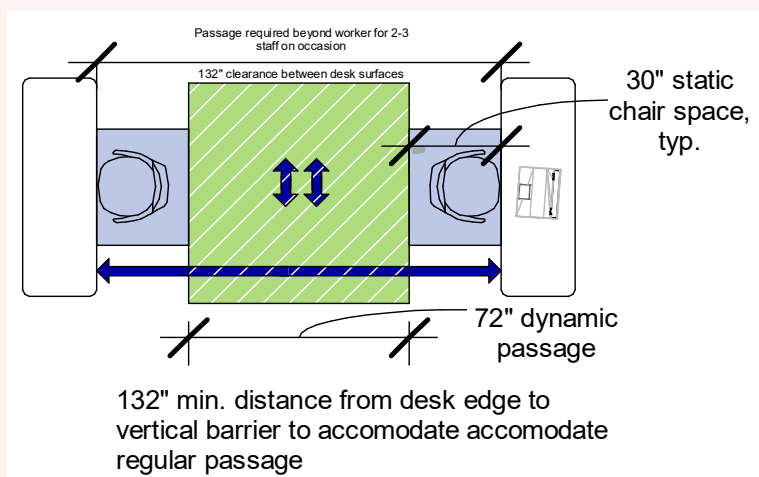 Passage required beyond worker for 2-3
staff on occasion
132" clearance between desk surfaces
30" static
chair space,
typ.
72" dynamic
passage
132" min. distance from desk edge to
vertical barrier to accomodate accomodate
regular passage